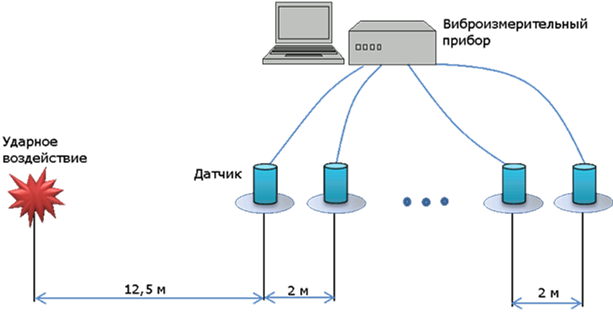 Виброизмерительный
прибор
Ударное
воздействие
Датчик
12,5 м
2 м
2 м